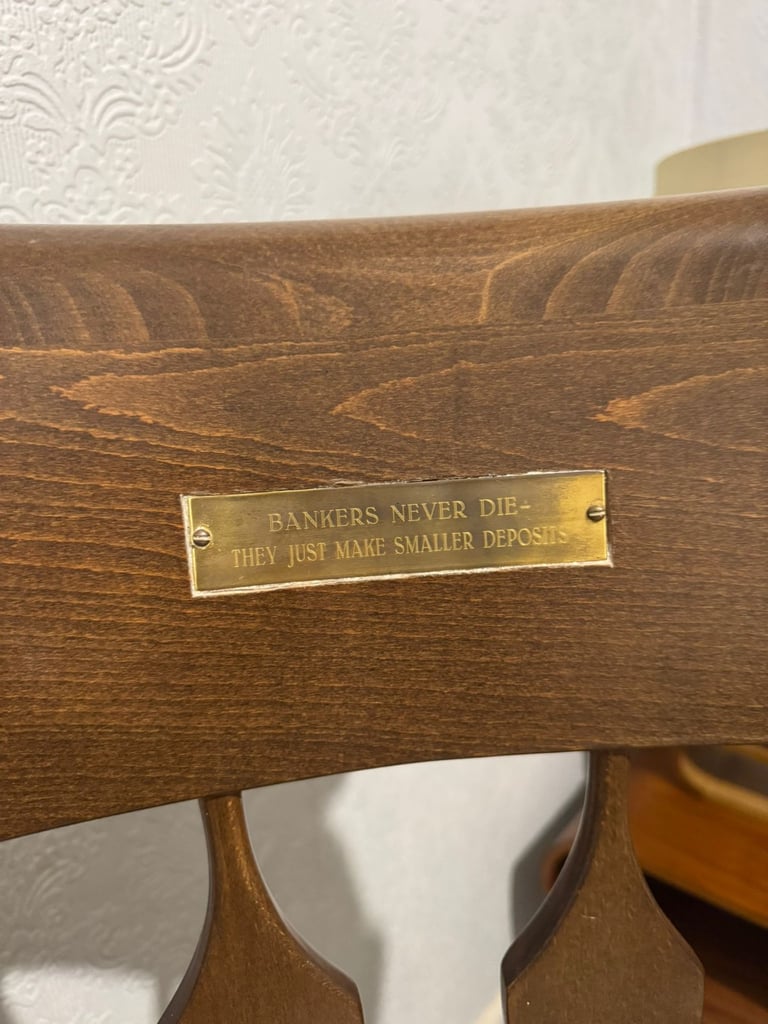 BANKERS NEVER DIE-
THEY JUST MAKE SMALLER DEPOSITS